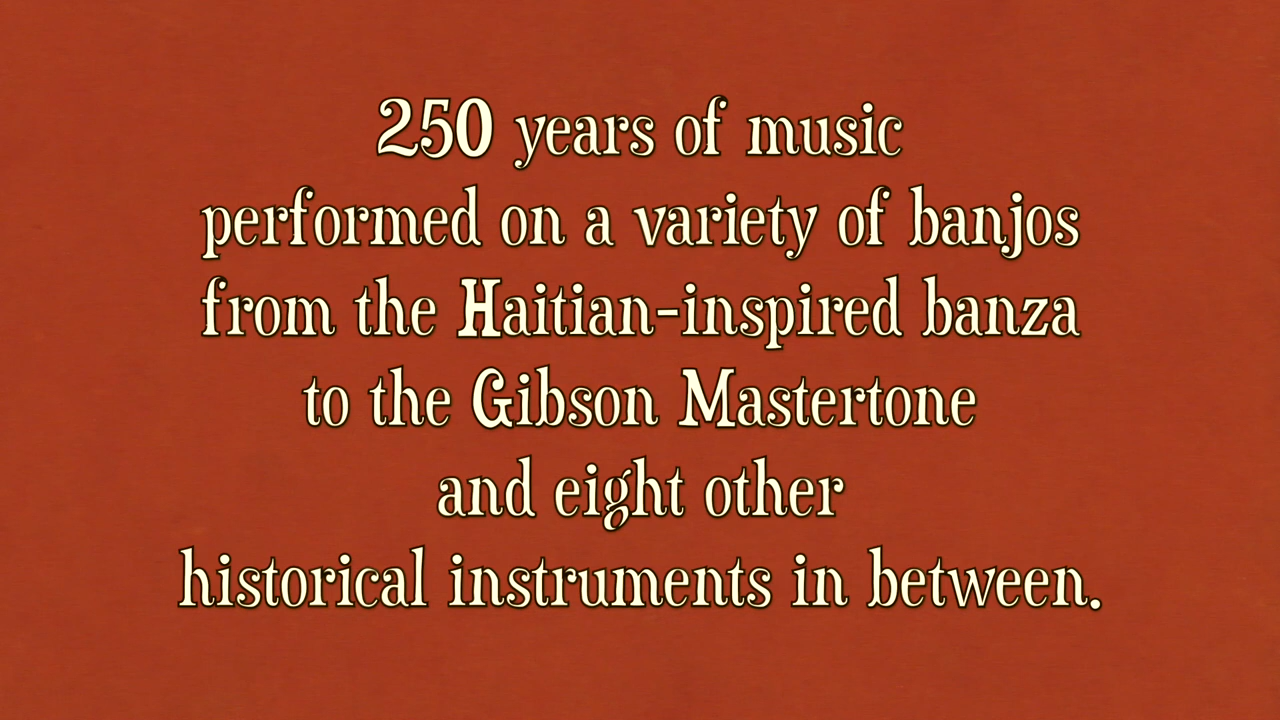 250 years of music
performed on a variety of banjos
from the Haitian-inspired banza
to the Gibson Mastertone
and eight other
historical instruments in between.